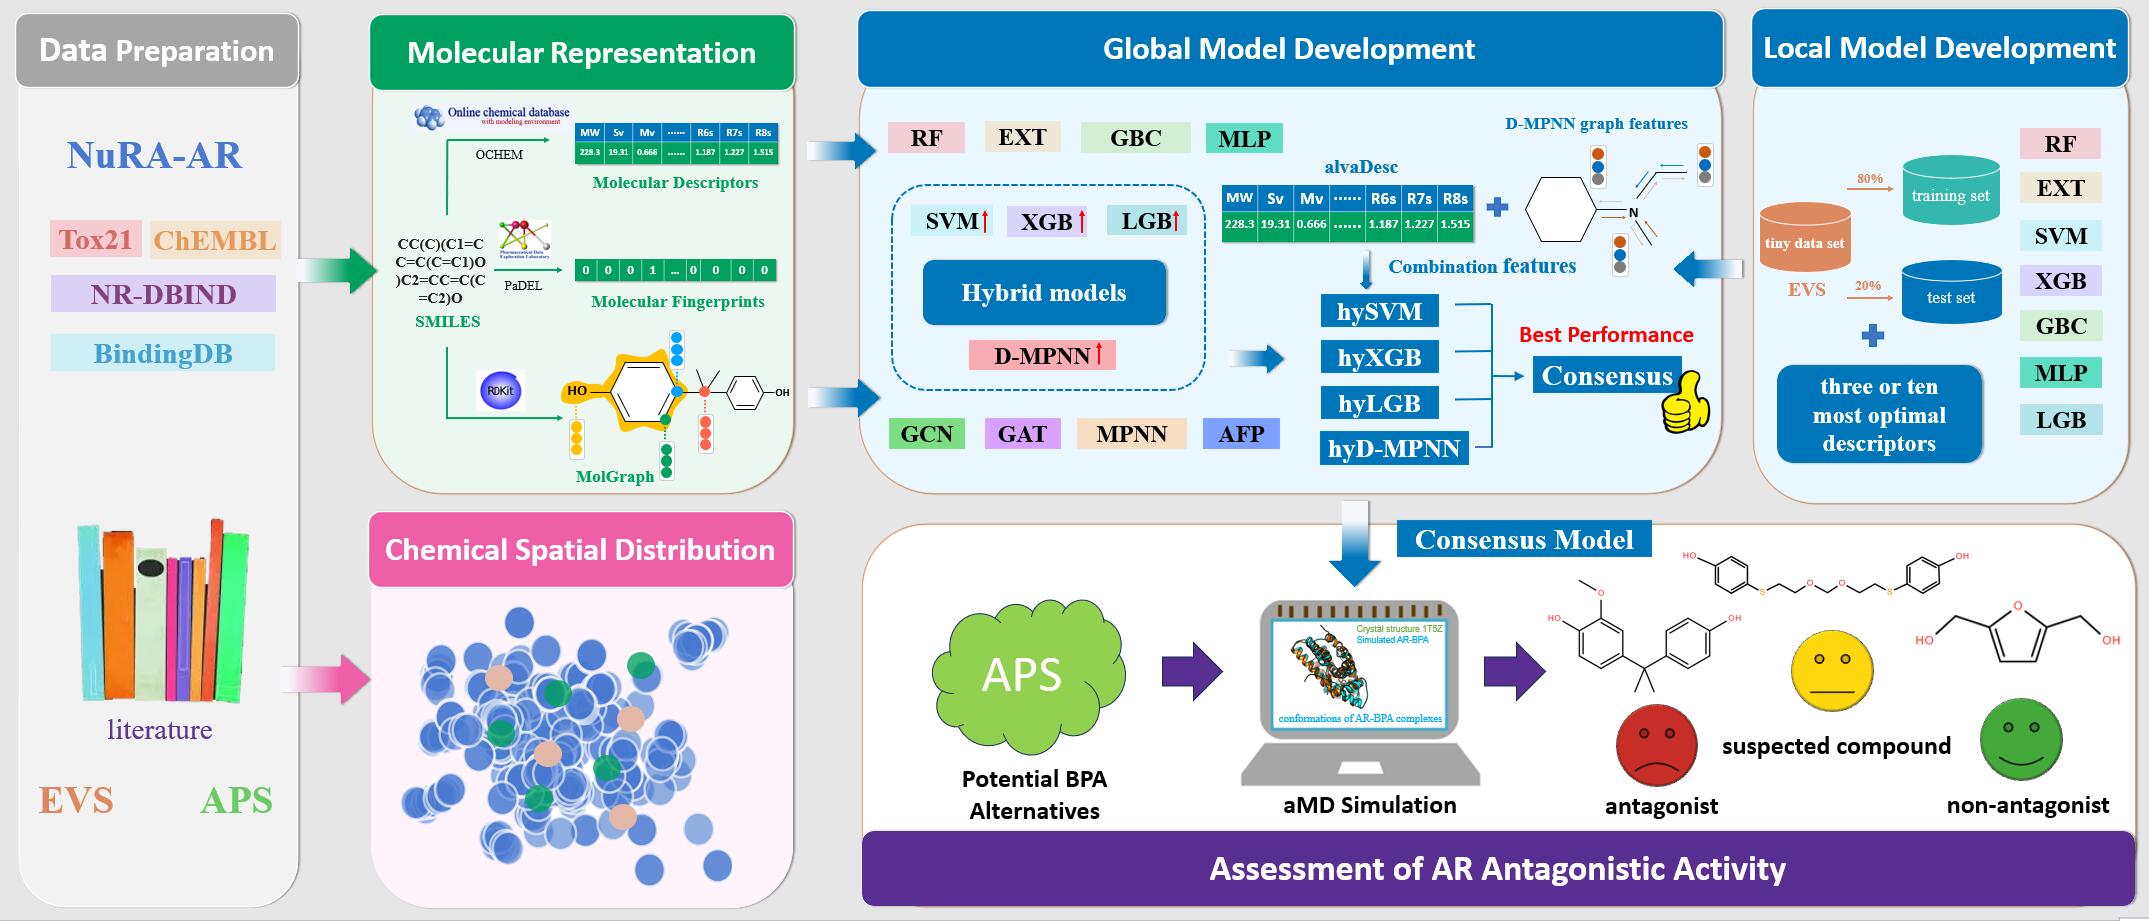 Data Preparation
NuRA-AR
Tox21
ChEMBL
NR-DBIND
BindingDB
literature
EVS
APS
Molecular Representation
Online chemical database
with modeling environment
OCHEM
MW Sv Mv ...... R6s R7s R8s
228.3 19.31 0.666 ...... 1.187 1.227 1.515
Molecular Descriptors
CC(C)(C1=C
C=C(C=C1)O
)C2=CC=C(C
=C2)O
SMILES
Pharmaceutical Data
Exploration Laboratory
PaDEL
0 0 0 1 ... 0 0 0 0
Molecular Fingerprints
RDKit
HO
OH
MolGraph
Chemical Spatial Distribution
Global Model Development
RF
EXT
GBC
MLP
SVM
XGB
LGB
Hybrid models
D-MPNN
GCN
GAT
MPNN
AFP
D-MPNN graph features
alvaDesc
MW Sv Mv ...... R6s R7s R8s
228.3 19.31 0.666 ...... 1.187 1.227 1.515
N
Combination features
hySVM
hyXGB
hyLGB
hyD-MPNN
Best Performance
Consensus
Local Model Development
tiny data set
EVS
80%
training set
20%
test set
three or ten
most optimal
descriptors
RF
EXT
SVM
XGB
GBC
MLP
LGB
Consensus Model
APS
Potential BPA
Alternatives
Crystal structure 1T5Z
Simulated AR-BPA
conformations of AR-BPA complexes
aMD Simulation
HO
O
OH
HO
S
O
O
S
OH
HO
O
OH
antagonist
suspected compound
non-antagonist
Assessment of AR Antagonistic Activity